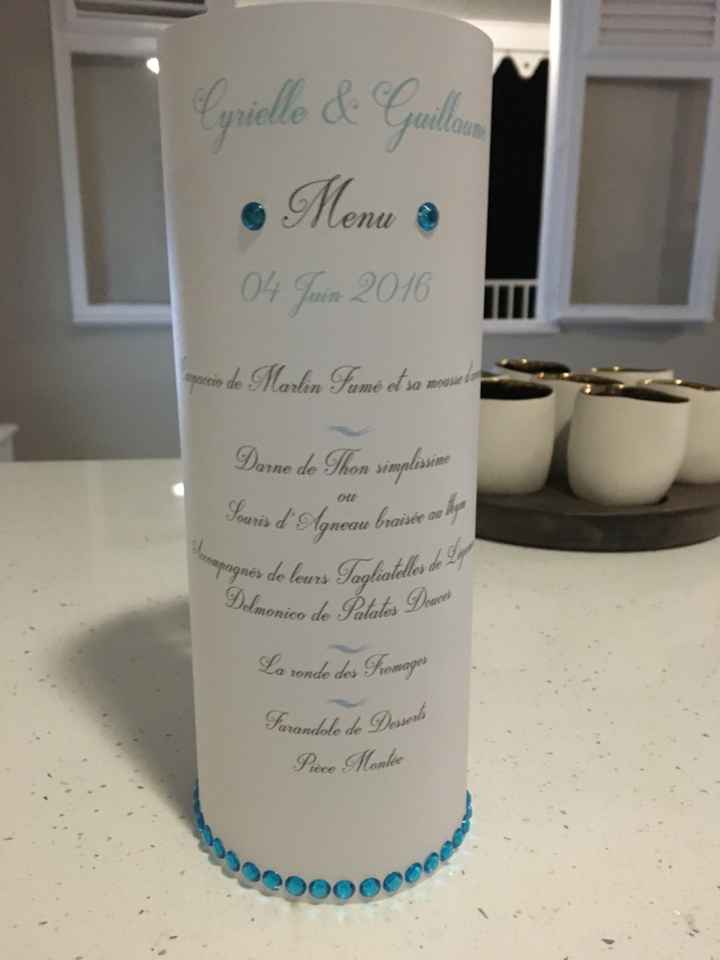 Cyrielle & Guillaume
Menu
04 Juin 2016
Carpaccio de Marlin Fumé et sa mousse
Darne de Thon simplissime
ou
Souris d'Agneau braisée au thym
Accompagnés de leurs Tagliatelles de
Delmonico de Patates Douces
La ronde des Fromages
Farandole de Desserts
Pièce Montée